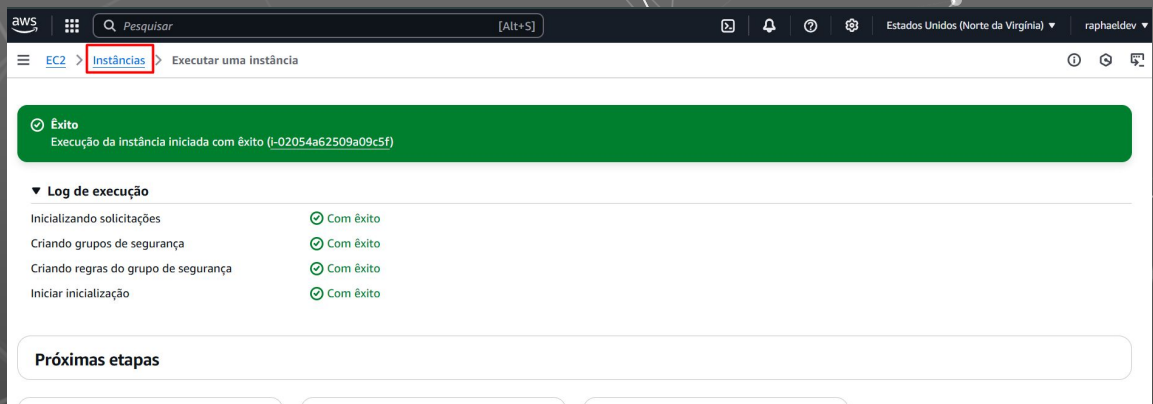 aws
Pesquisar [Alt+S]
Estados Unidos (Norte da Virgínia) raphaeldev
EC2 > Instâncias > Executar uma instância
Êxito
Execução da instância iniciada com êxito (i-02054a62509a09c5f)
Log de execução
Inicializando solicitações Com êxito
Criando grupos de segurança Com êxito
Criando regras do grupo de segurança Com êxito
Iniciar inicialização Com êxito
Próximas etapas